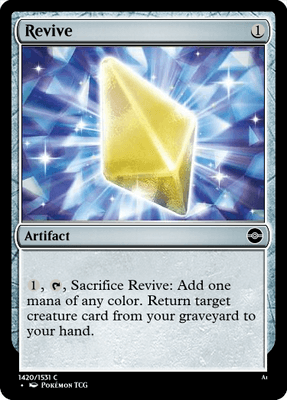 Revive 1
Artifact
1, T, Sacrifice Revive: Add one
mana of any color. Return target
creature card from your graveyard to
your hand.
1420/1531 C
• Pokémon TCG
A1